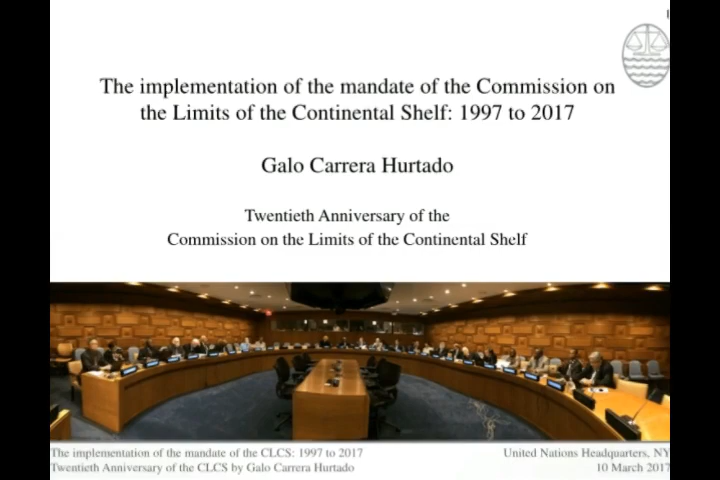 The implementation of the mandate of the Commission on
the Limits of the Continental Shelf: 1997 to 2017
Galo Carrera Hurtado
Twentieth Anniversary of the
Commission on the Limits of the Continental Shelf
The implementation of the mandate of the CLCS: 1997 to 2017
Twentieth Anniversary of the CLCS by Galo Carrera Hurtado
United Nations Headquarters, NY
10 March 2017